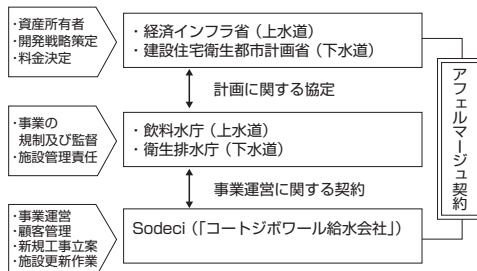 ・資産所有者
・開発戦略策定
・料金決定
・経済インフラ省（上水道）
・建設住宅衛生都市計画省（下水道）
計画に関する協定
・事業の
規制及び監督
・施設管理責任
・飲料水庁（上水道）
・衛生排水庁（下水道）
事業運営に関する契約
・事業運営
・顧客管理
・新規工事立案
・施設更新作業
Sodeci（「コートジボワール給水会社」）
アフェルマージュ契約